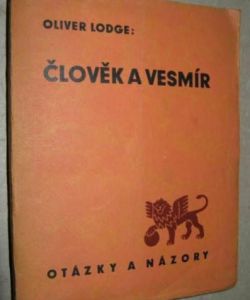 OLIVER LODGE:
ČLOVĚK A VESMÍR
OTÁZKY A NÁZORY